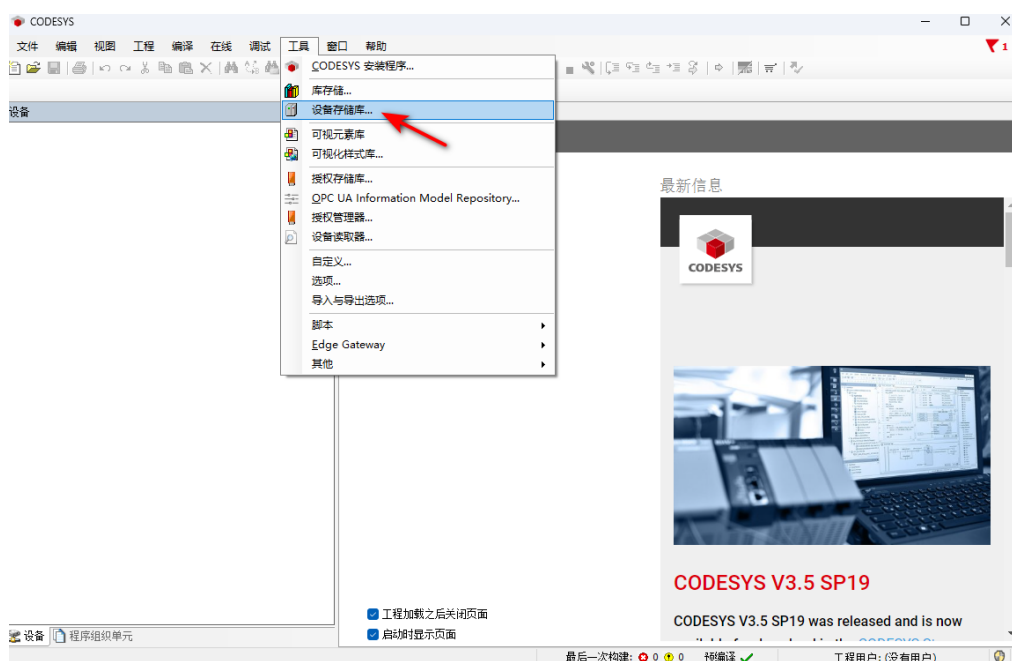 CODESYS
文件 编辑 视图 工程 编译 在线 调试 工具 窗口 帮助
1
CODESYS 安装程序...
库存储...
设备存储库...
可视元素库
可视化样式库...
授权存储库...
OPC UA Information Model Repository...
授权管理器...
设备读取器...
自定义...
选项...
导入与导出选项...
脚本
Edge Gateway
其他
设备
最新信息
CODESYS
CODESYS V3.5 SP19
CODESYS V3.5 SP19 was released and is now
工程加载之后关闭页面
启动时显示页面
设备 程序组织单元
最后一次构建: 0 0 预编译 工程用户: (没有用户)